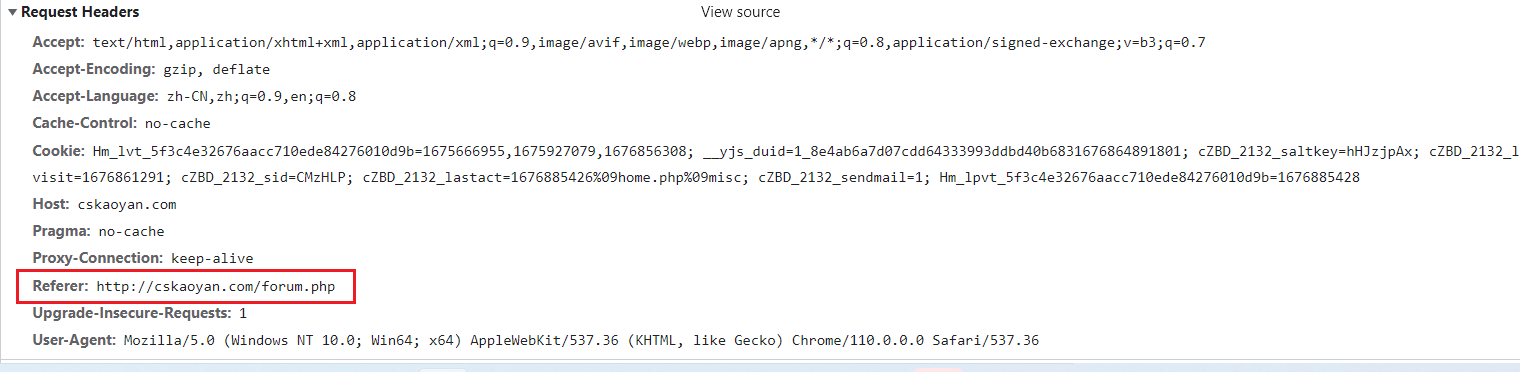 ▼Request Headers View source
Accept: text/html,application/xhtml+xml,application/xml;q=0.9,image/avif,image/webp,image/apng,*/*;q=0.8,application/signed-exchange;v=b3;q=0.7
Accept-Encoding: gzip, deflate
Accept-Language: zh-CN,zh;q=0.9,en;q=0.8
Cache-Control: no-cache
Cookie: Hm_lvt_5f3c4e32676aacc710ede84276010d9b=1675666955,1675927079,1676856308; __yjs_duid=1_8e4ab6a7d07cdd64333993ddbd40b6831676864891801; cZBD_2132_saltkey=hHJzjpAx; cZBD_2132_l
visit=1676861291; cZBD_2132_sid=CMzHLP; cZBD_2132_lastact=1676885426%09home.php%09misc; cZBD_2132_sendmail=1; Hm_lpvt_5f3c4e32676aacc710ede84276010d9b=1676885428
Host: cskaoyan.com
Pragma: no-cache
Proxy-Connection: keep-alive
Referer: http://cskaoyan.com/forum.php
Upgrade-Insecure-Requests: 1
User-Agent: Mozilla/5.0 (Windows NT 10.0; Win64; x64) AppleWebKit/537.36 (KHTML, like Gecko) Chrome/110.0.0.0 Safari/537.36